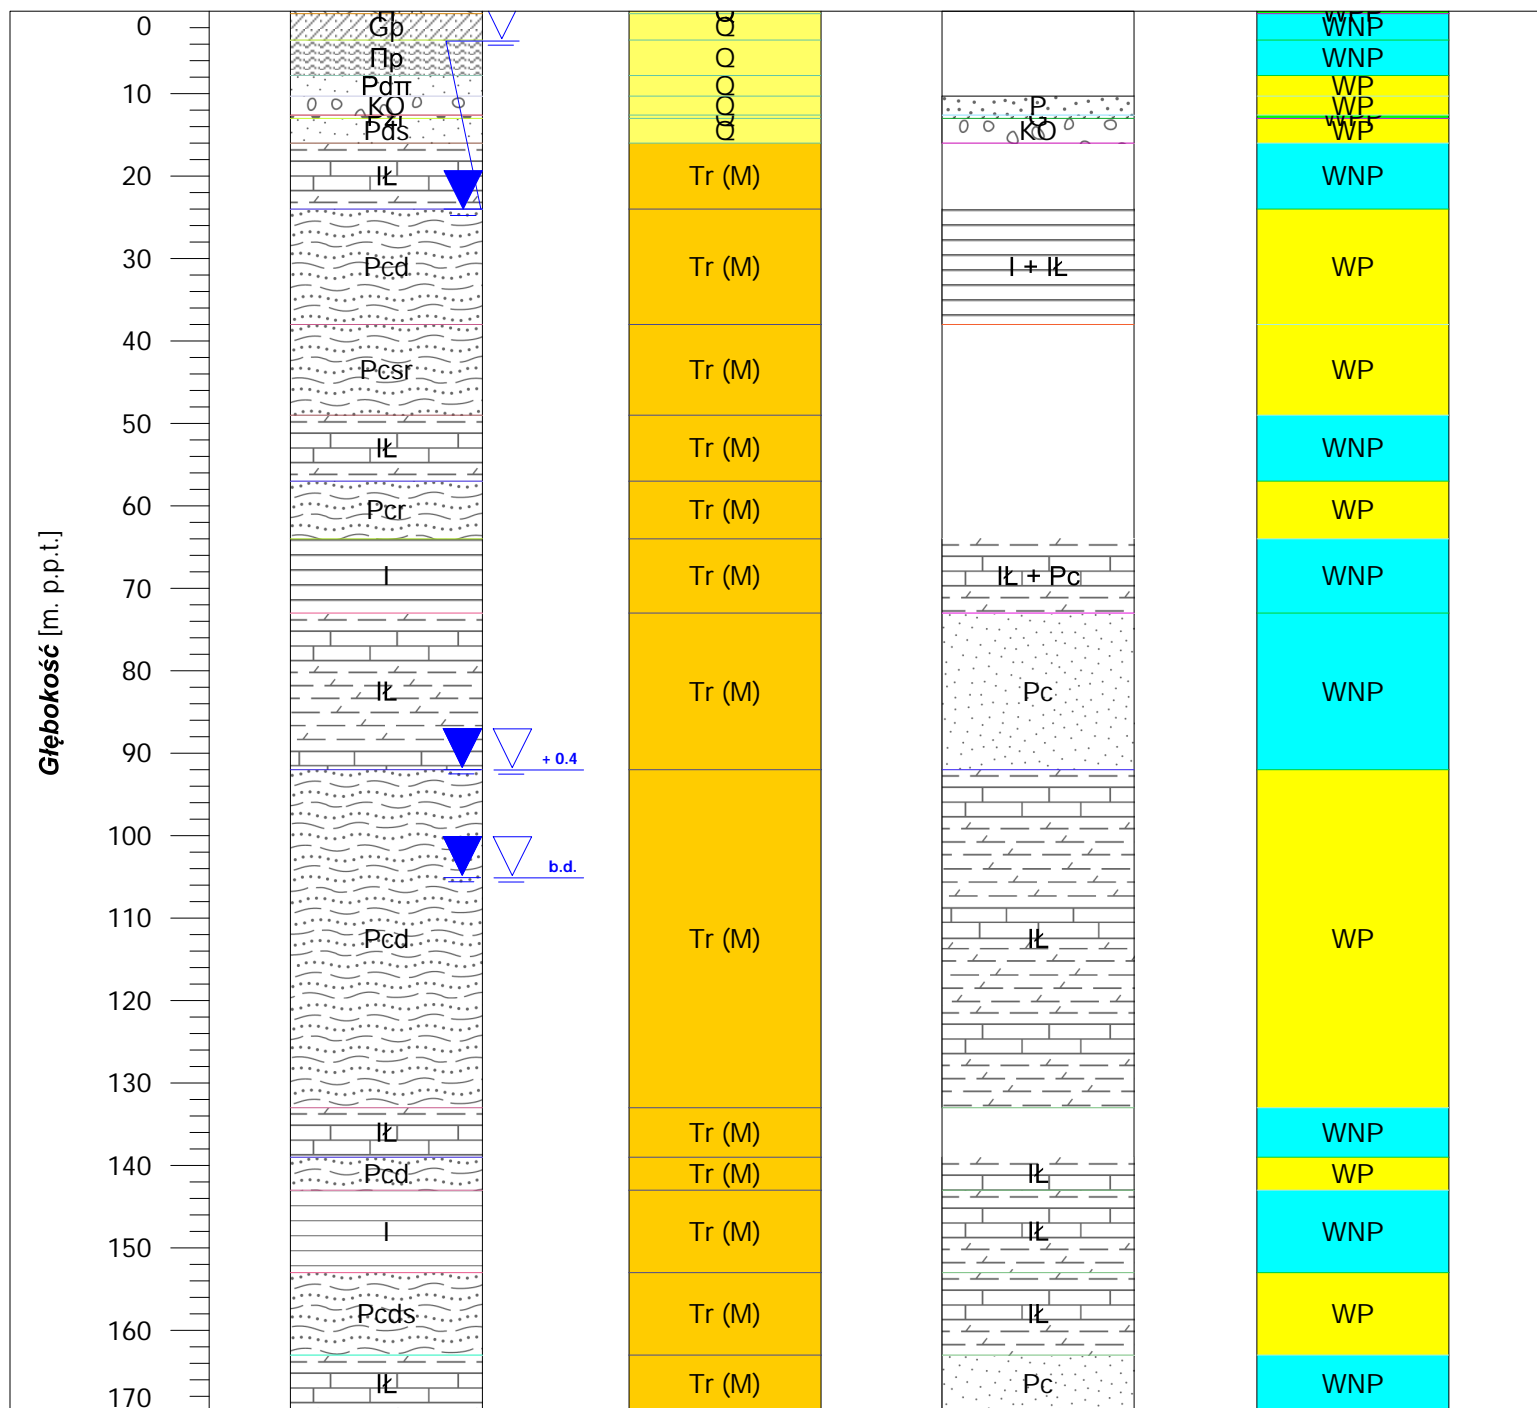 Głębokość [m. p.p.t.]
0
10
20
30
40
50
60
70
80
90
100
110
120
130
140
150
160
170
Gp
Πp
Pdπ
KO
Pds
IŁ
Pcd
Pcsr
IŁ
Pcr
I
IŁ
Pcd
IŁ
Pcd
I
Pcds
IŁ
+ 0.4
b.d.
Q
Q
Q
Q
Q
Tr (M)
Tr (M)
Tr (M)
Tr (M)
Tr (M)
Tr (M)
Tr (M)
Tr (M)
Tr (M)
Tr (M)
Tr (M)
Tr (M)
Tr (M)
P
KO
I + IŁ
IŁ + Pc
Pc
IŁ
IŁ
IŁ
IŁ
Pc
WNP
WNP
WP
WP
WP
WNP
WP
WP
WNP
WP
WNP
WNP
WP
WNP
WP
WNP
WP
WNP